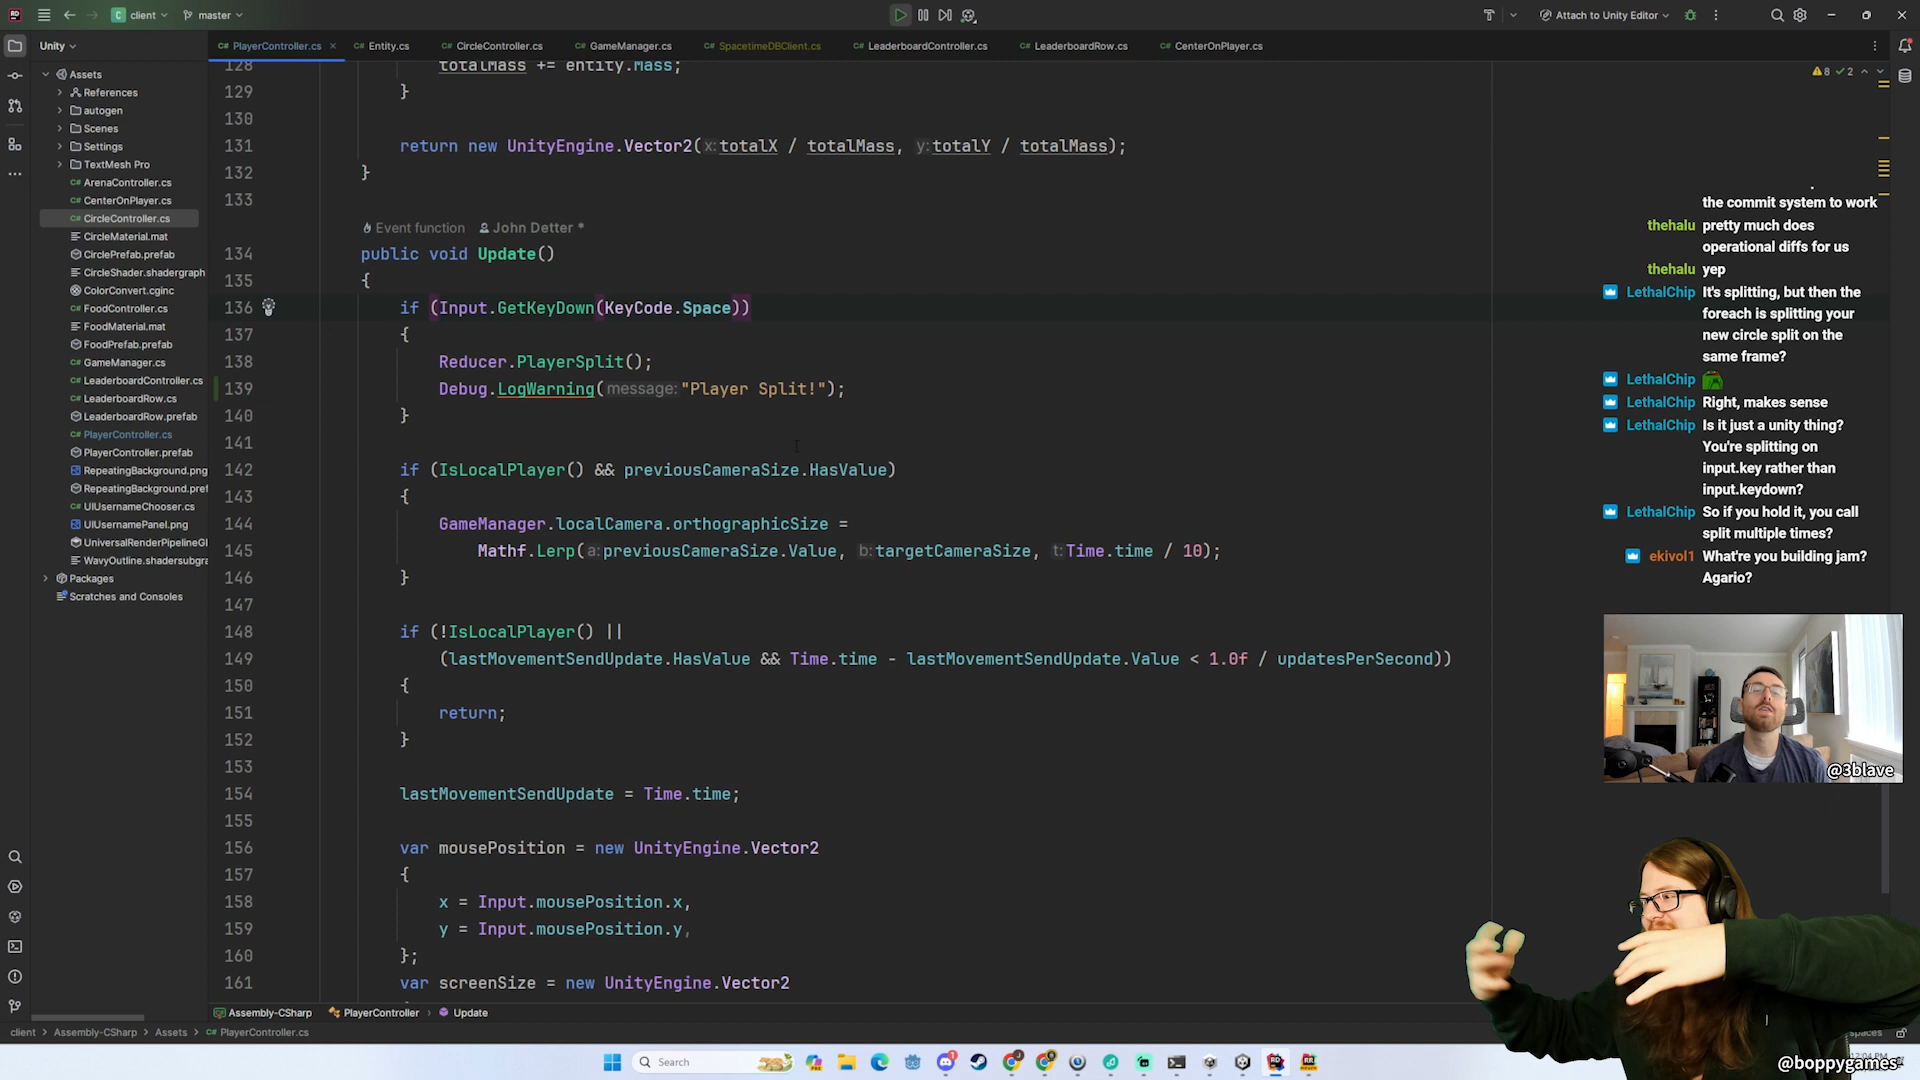 client
master
Attach to Unity Editor
Unity
PlayerController.cs
Entity.cs
CircleController.cs
GameManager.cs
SpacetimeDBClient.cs
LeaderboardController.cs
LeaderboardRow.cs
CenterOnPlayer.cs
Assets
References
autogen
Scenes
Settings
TextMesh Pro
ArenaController.cs
CenterOnPlayer.cs
CircleController.cs
CircleMaterial.mat
CirclePrefab.prefab
CircleShader.shadergraph
ColorConvert.cginc
FoodController.cs
FoodMaterial.mat
FoodPrefab.prefab
GameManager.cs
LeaderboardController.cs
LeaderboardRow.cs
LeaderboardRow.prefab
PlayerController.cs
PlayerController.prefab
RepeatingBackground.png
RepeatingBackground.pref
UIUsernameChooser.cs
UIUsernamePanel.png
UniversalRenderPipelineGl
WavyOutline.shadersubgra
Packages
Scratches and Consoles
8 2
128 totalMass += entity.Mass;
129 }
130
131 return new UnityEngine.Vector2(x:totalX / totalMass, y:totalY / totalMass);
132 }
133
Event function John Detter *
134 public void Update()
135 {
136 if (Input.GetKeyDown(KeyCode.Space))
137 {
138 Reducer.PlayerSplit();
139 Debug.LogWarning(message:"Player Split!");
140 }
141
142 if (IsLocalPlayer() && previousCameraSize.HasValue)
143 {
144 GameManager.localCamera.orthographicSize =
145 Mathf.Lerp(a:previousCameraSize.Value, b:targetCameraSize, t:Time.time / 10);
146 }
147
148 if (!IsLocalPlayer() ||
149 (lastMovementSendUpdate.HasValue && Time.time - lastMovementSendUpdate.Value < 1.0f / updatesPerSecond))
150 {
151 return;
152 }
153
154 lastMovementSendUpdate = Time.time;
155
156 var mousePosition = new UnityEngine.Vector2
157 {
158 x = Input.mousePosition.x,
159 y = Input.mousePosition.y,
160 };
161 var screenSize = new UnityEngine.Vector2
the commit system to work
thehalu pretty much does
operational diffs for us
thehalu yep
LethalChip It's splitting, but then the
foreach is splitting your
new circle split on the
same frame?
LethalChip
LethalChip Right, makes sense
LethalChip Is it just a unity thing?
You're splitting on
input.key rather than
input.keydown?
LethalChip So if you hold it, you call
split multiple times?
ekivol1 What're you building jam?
Agario?
@3blave
Assembly-CSharp
PlayerController
Update
client > Assembly-CSharp > Assets > PlayerController.cs
spaces
Search
@boppygames